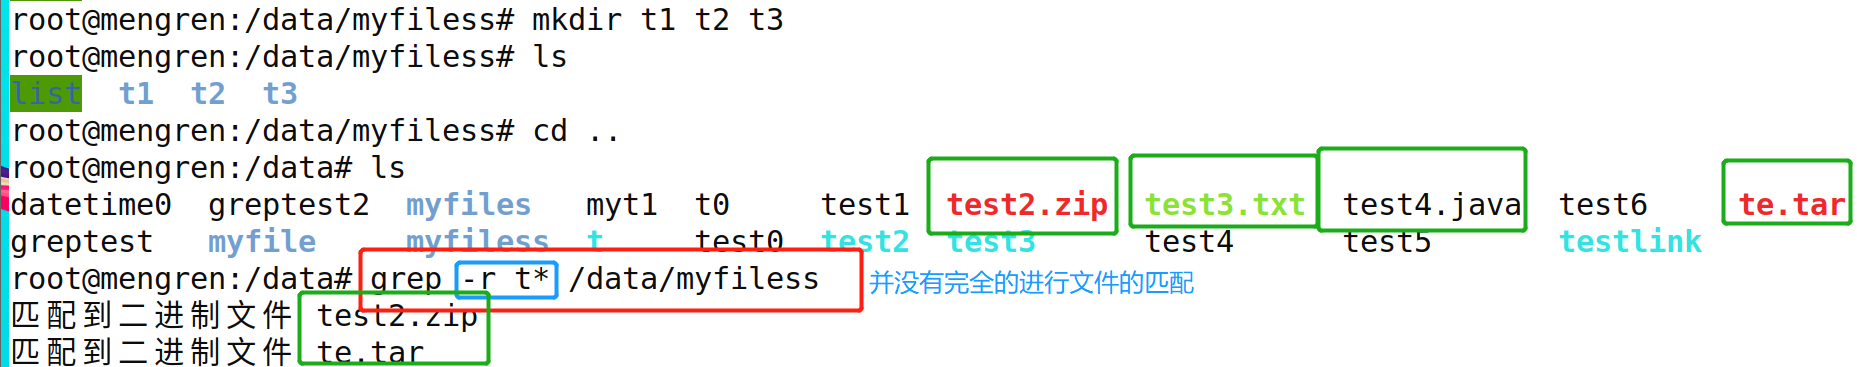 root@mengren:/data/myfiless# mkdir t1 t2 t3
root@mengren:/data/myfiless# ls
list  t1  t2  t3
root@mengren:/data/myfiless# cd ..
root@mengren:/data# ls
datetime0  greptest2  myfiles   myt1  t0     test1  test2.zip  test3.txt  test4.java  test6     te.tar
greptest   myfile     myfiless  t     test0  test2  test3      test4      test5       testlink
root@mengren:/data# grep -r t* /data/myfiless 并没有完全的进行文件的匹配
匹配到二进制文件 test2.zip
匹配到二进制文件 te.tar